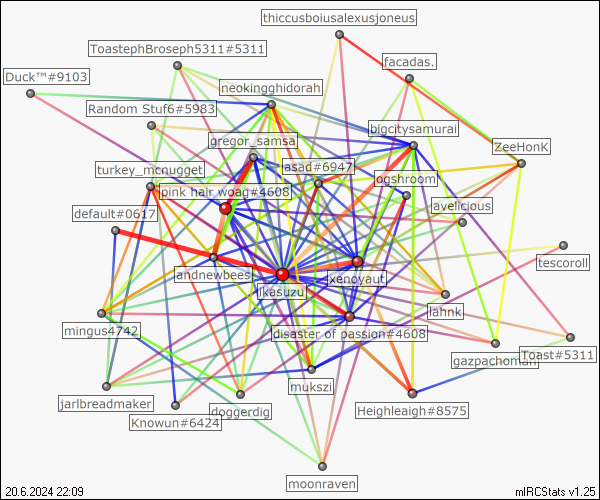 thiccusboiusalexusjoneus
ToastephBroseph5311#5311
facadas.
Duck™#9103
neokingghidorah
Random Stuf6#5983
bigcitysamurai
gregor_samsa
ZeeHonK
turkey_mcnugget
asad#6947
ogshroom
pink hair woag#4608
avelicious
default#0617
tescoroll
andnewbees
xenoyaut
ikasuzu
lahnk
mingus4742
disaster of passion#4608
gazpachoman
Toast#5311
mukszi
jarlbreadmaker
doggerdig
Heighleigh#8575
Knowun#6424
moonraven
20.6.2024 22:09
mIRCStats v1.25